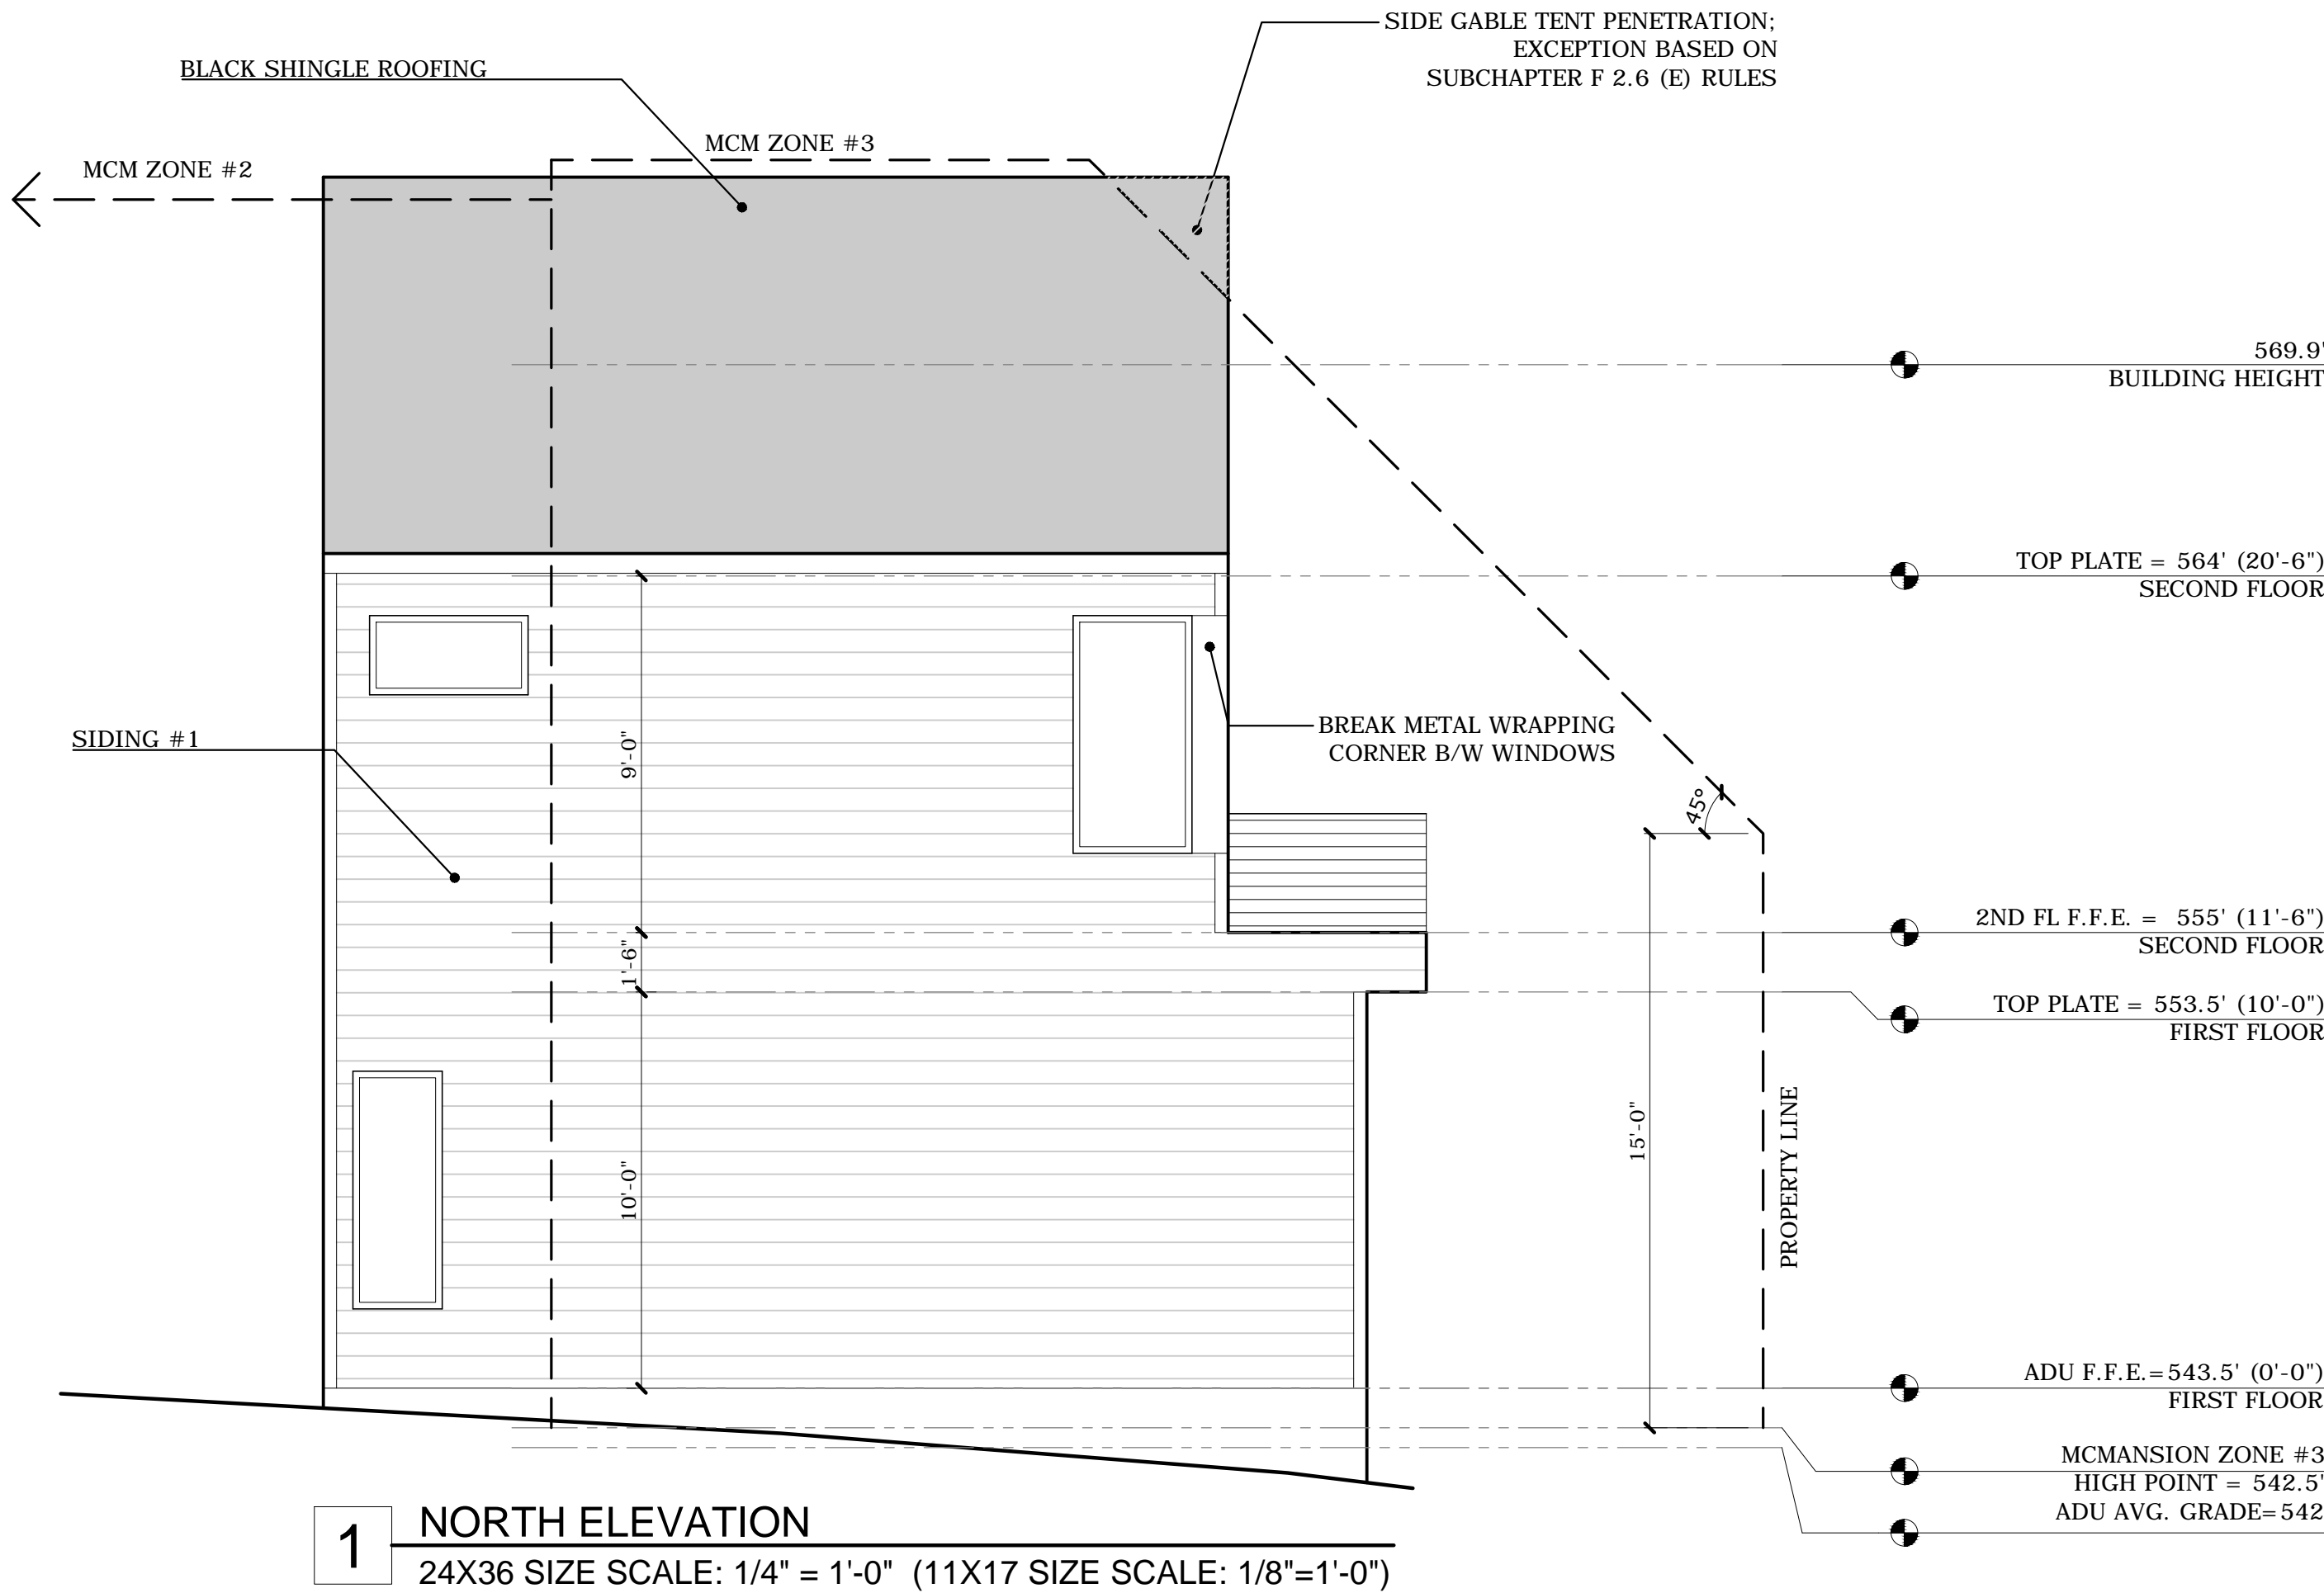 SIDE GABLE TENT PENETRATION;
EXCEPTION BASED ON
SUBCHAPTER F 2.6 (E) RULES
BLACK SHINGLE ROOFING
MCM ZONE #3
MCM ZONE #2
569.9'
BUILDING HEIGHT
TOP PLATE = 564' (20'-6")
SECOND FLOOR
SIDING #1
9'-0"
BREAK METAL WRAPPING
CORNER B/W WINDOWS
45°
2ND FL F.F.E. = 555' (11'-6")
SECOND FLOOR
1'-6"
TOP PLATE = 553.5' (10'-0")
FIRST FLOOR
15'-0"
PROPERTY LINE
10'-0"
ADU F.F.E.=543.5' (0'-0")
FIRST FLOOR
MCMANSION ZONE #3
HIGH POINT = 542.5'
ADU AVG. GRADE=542
1
NORTH ELEVATION
24X36 SIZE SCALE: 1/4" = 1'-0" (11X17 SIZE SCALE: 1/8"=1'-0")